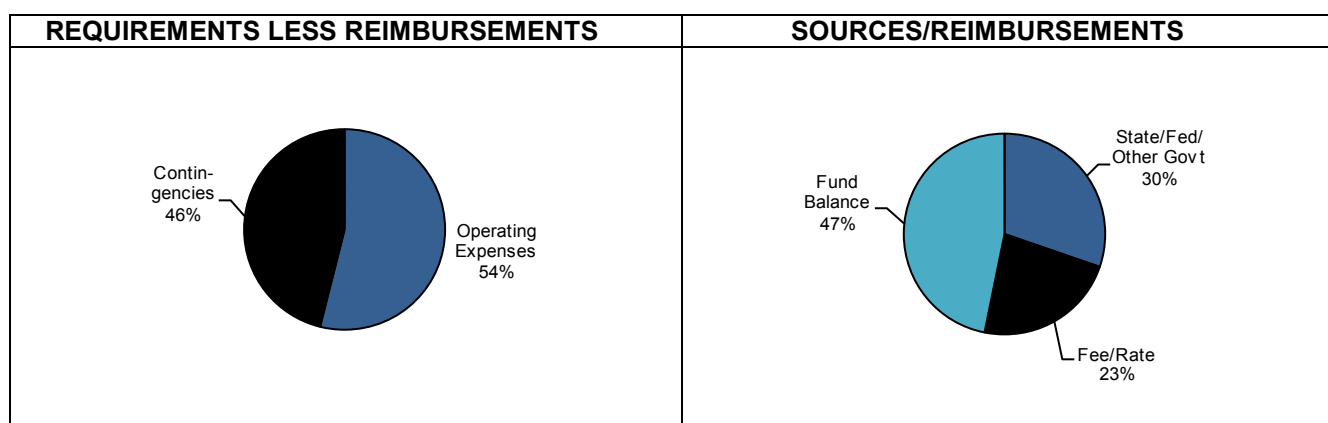 REQUIREMENTS LESS REIMBURSEMENTS
SOURCES/REIMBURSEMENTS
Contin-
gencies
46%
Operating
Expenses
54%
State/Fed/
Other Govt
30%
Fund
Balance
47%
Fee/Rate
23%